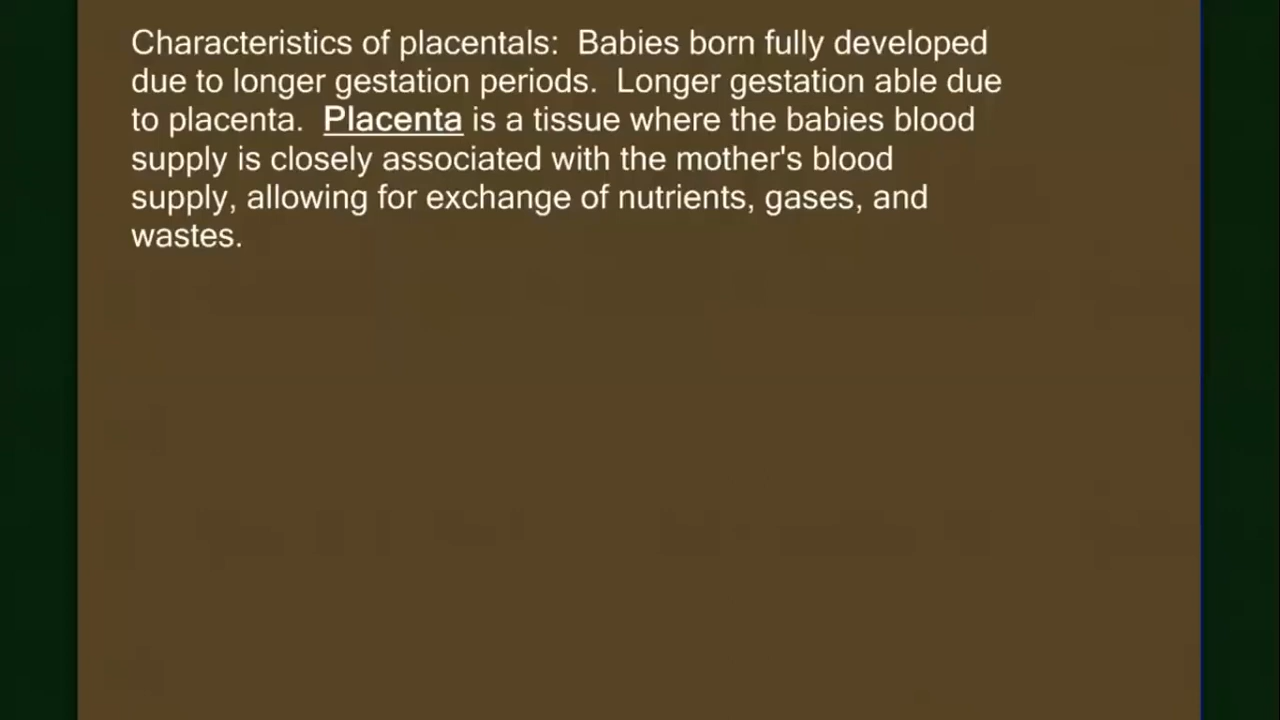 Characteristics of placentals:  Babies born fully developed
due to longer gestation periods.  Longer gestation able due
to placenta.  Placenta is a tissue where the babies blood
supply is closely associated with the mother's blood
supply, allowing for exchange of nutrients, gases, and
wastes.